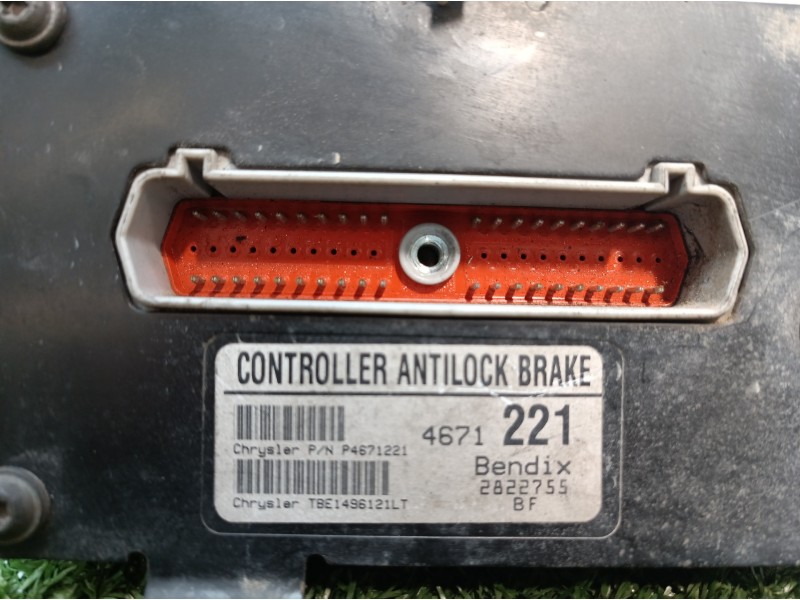 CONTROLLER ANTILOCK BRAKE
4671 221
Chrysler P/N P4671221
Bendix
2822755
Chrysler TBE1496121LT
BF